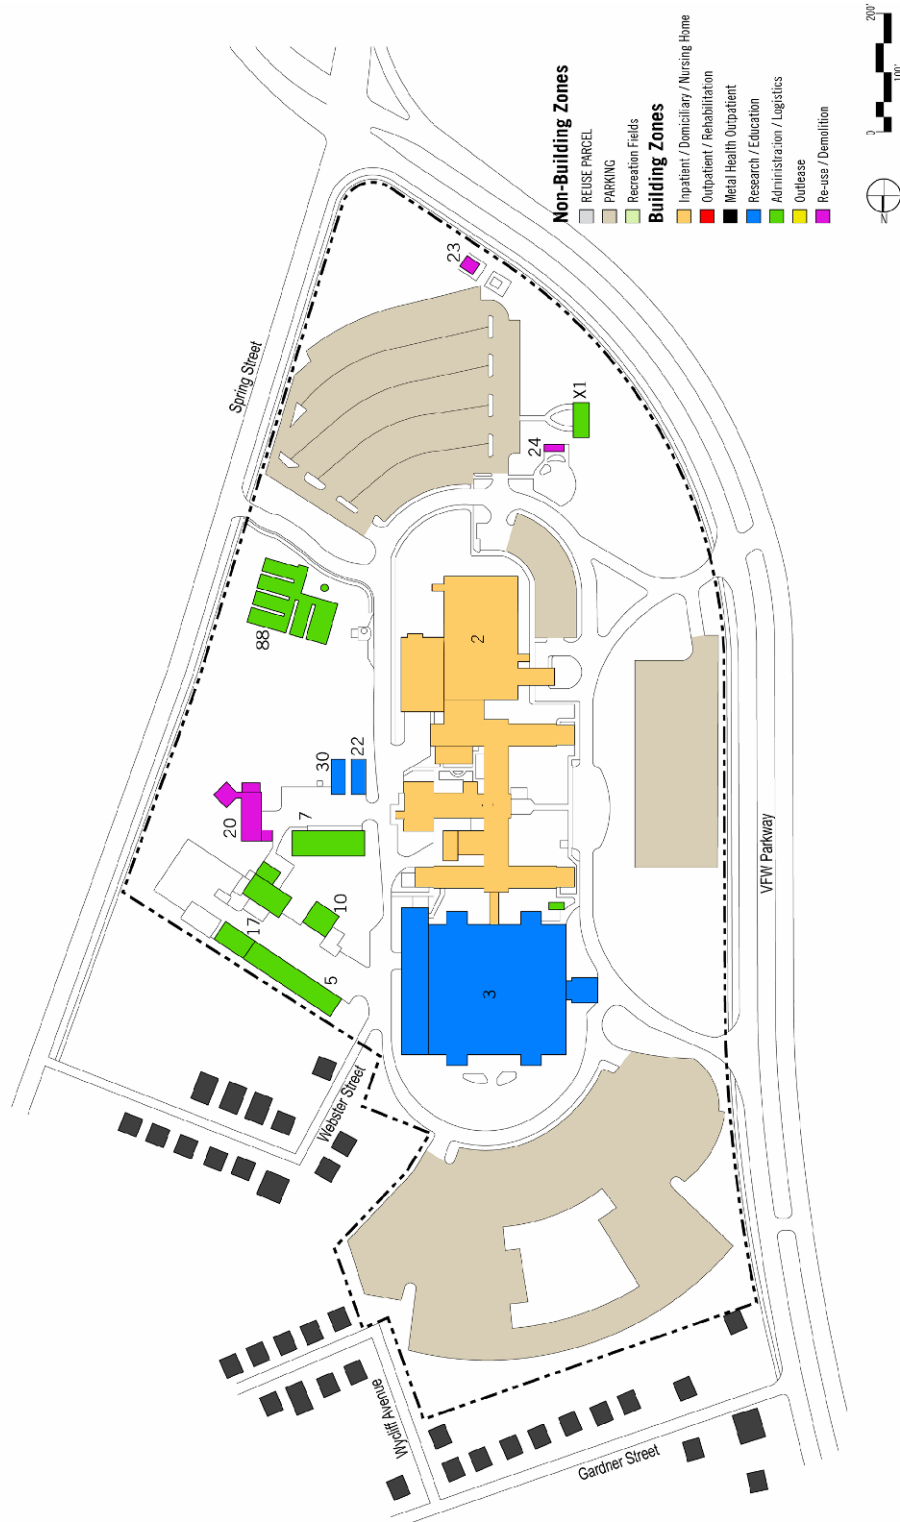 Spring Street
23
X1
24
88
2
30
22
20
7
17
10
5
3
VFW Parkway
Webster Street
Wycliff Avenue
Gardner Street
Non-Building Zones
REUSE PARCEL
PARKING
Recreation Fields
Building Zones
Inpatient / Domiciliary / Nursing Home
Outpatient / Rehabilitation
Metal Health Outpatient
Research / Education
Administration / Logistics
Outlease
Re-use / Demolition
0 100' 200'
N